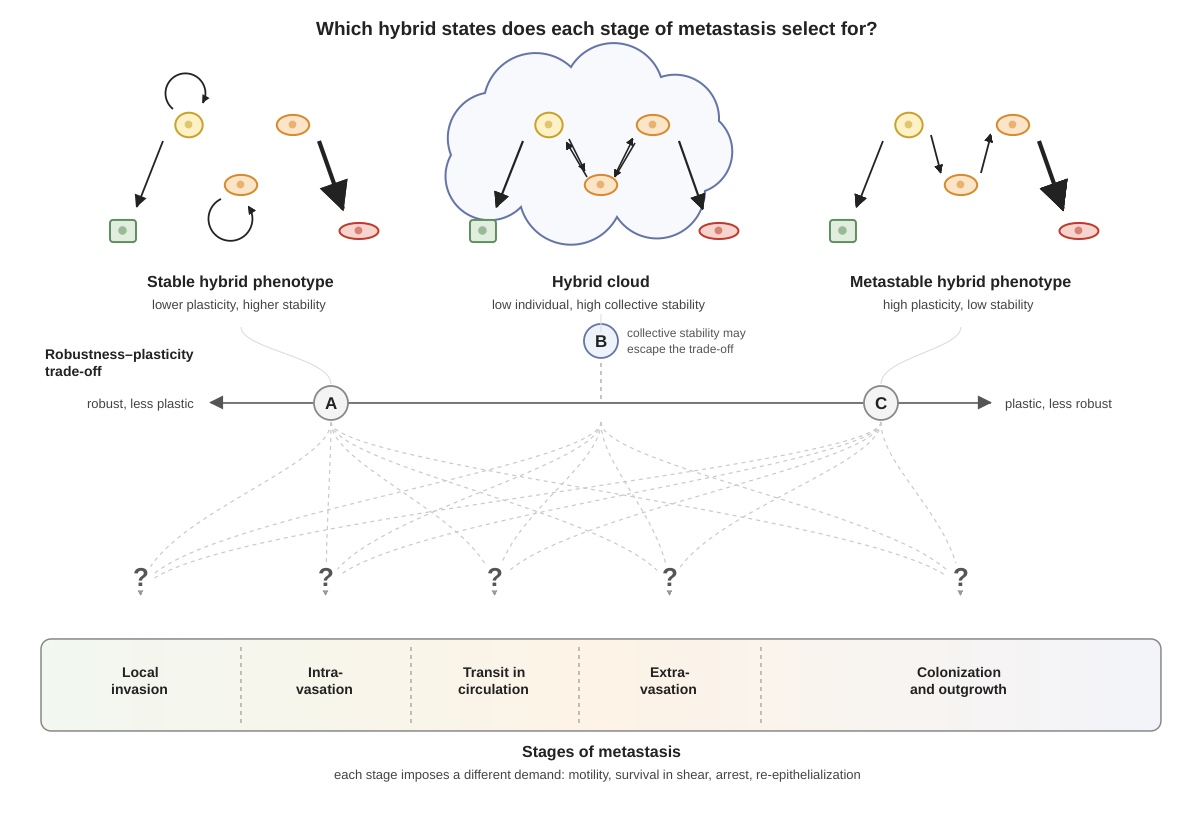 Which hybrid states does each stage of metastasis select for?
Stable hybrid phenotype
lower plasticity, higher stability
Hybrid cloud
low individual, high collective stability
Metastable hybrid phenotype
high plasticity, low stability
B
collective stability may
escape the trade-off
Robustness–plasticity
trade-off
robust, less plastic
A
C
plastic, less robust
?
?
?
?
?
Local
invasion
Intra-
vasation
Transit in
circulation
Extra-
vasation
Colonization
and outgrowth
Stages of metastasis
each stage imposes a different demand: motility, survival in shear, arrest, re-epithelialization